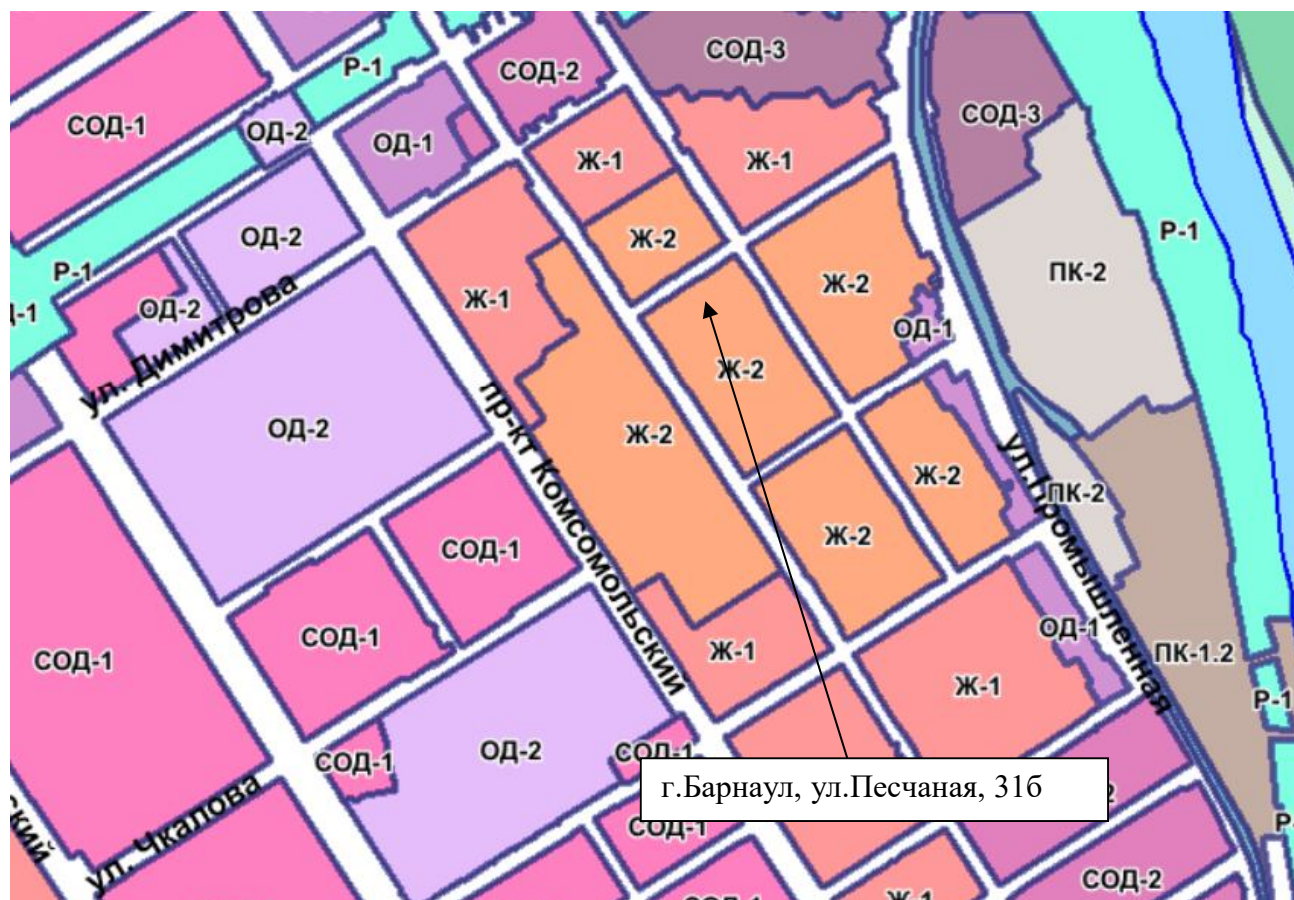 СОД-3
Р-1
СОД-2
СОД-1
ОД-2
ОД-1
СОД-3
Ж-1
Ж-1
Р-1
ОД-2
Ж-2
Р-1
ПК-2
Ж-2
Ж-1
ОД-2
ОД-1
ул. Димитрова
Ж-2
ОД-2
Ж-2
пр-кт Комсомольский
ул.Промышленная
Ж-2
ПК-2
Ж-2
СОД-1
СОД-1
ОД-1
СОД-1
Ж-1
ПК-1.2
Ж-1
Р-1
ОД-2
СОД-1
СОД-1
г.Барнаул, ул.Песчаная, 31б
ул. Чкалова
СОД-1
СОД-2
Ж-1
СОД-1